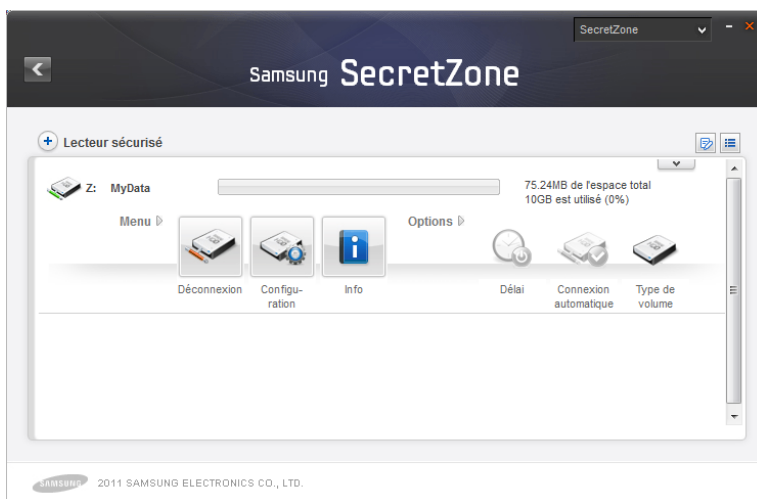 SecretZone
Samsung SecretZone
Lecteur sécurisé
Z: MyData
75.24MB de l'espace total
10GB est utilisé (0%)
Menu
Options
Déconnexion
Configu-
ration
Info
Délai
Connexion
automatique
Type de
volume
SAMSUNG 2011 SAMSUNG ELECTRONICS CO., LTD.